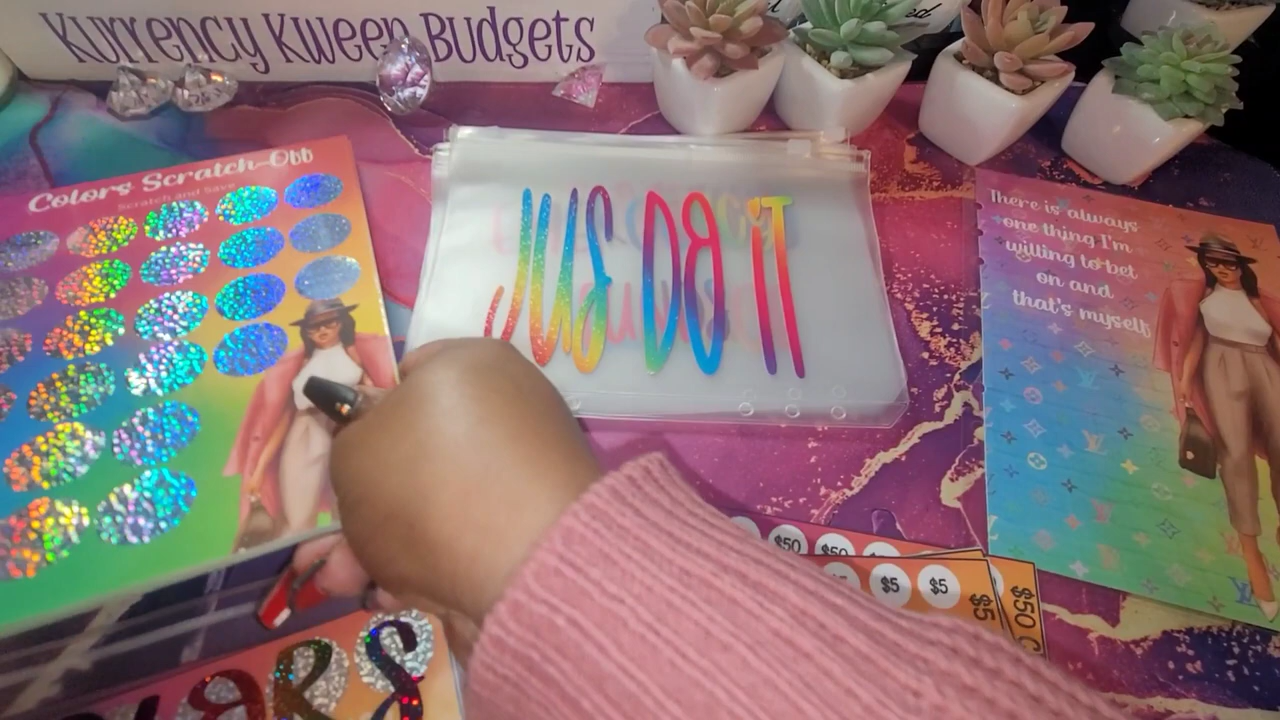 Kurrency Kween Budgets
Colors Scratch-Off
Scratch and Save
JUS DO iT
There is always
one thing I'm
willing to bet
on and
that's myself
$50 $50
$5 $5
$5
$50